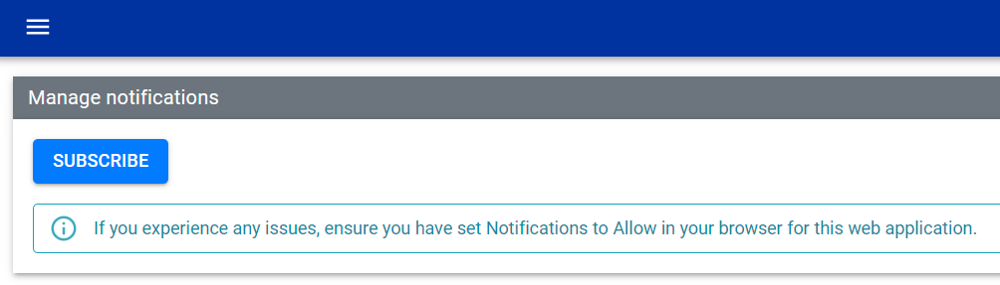 Manage notifications
SUBSCRIBE
If you experience any issues, ensure you have set Notifications to Allow in your browser for this web application.